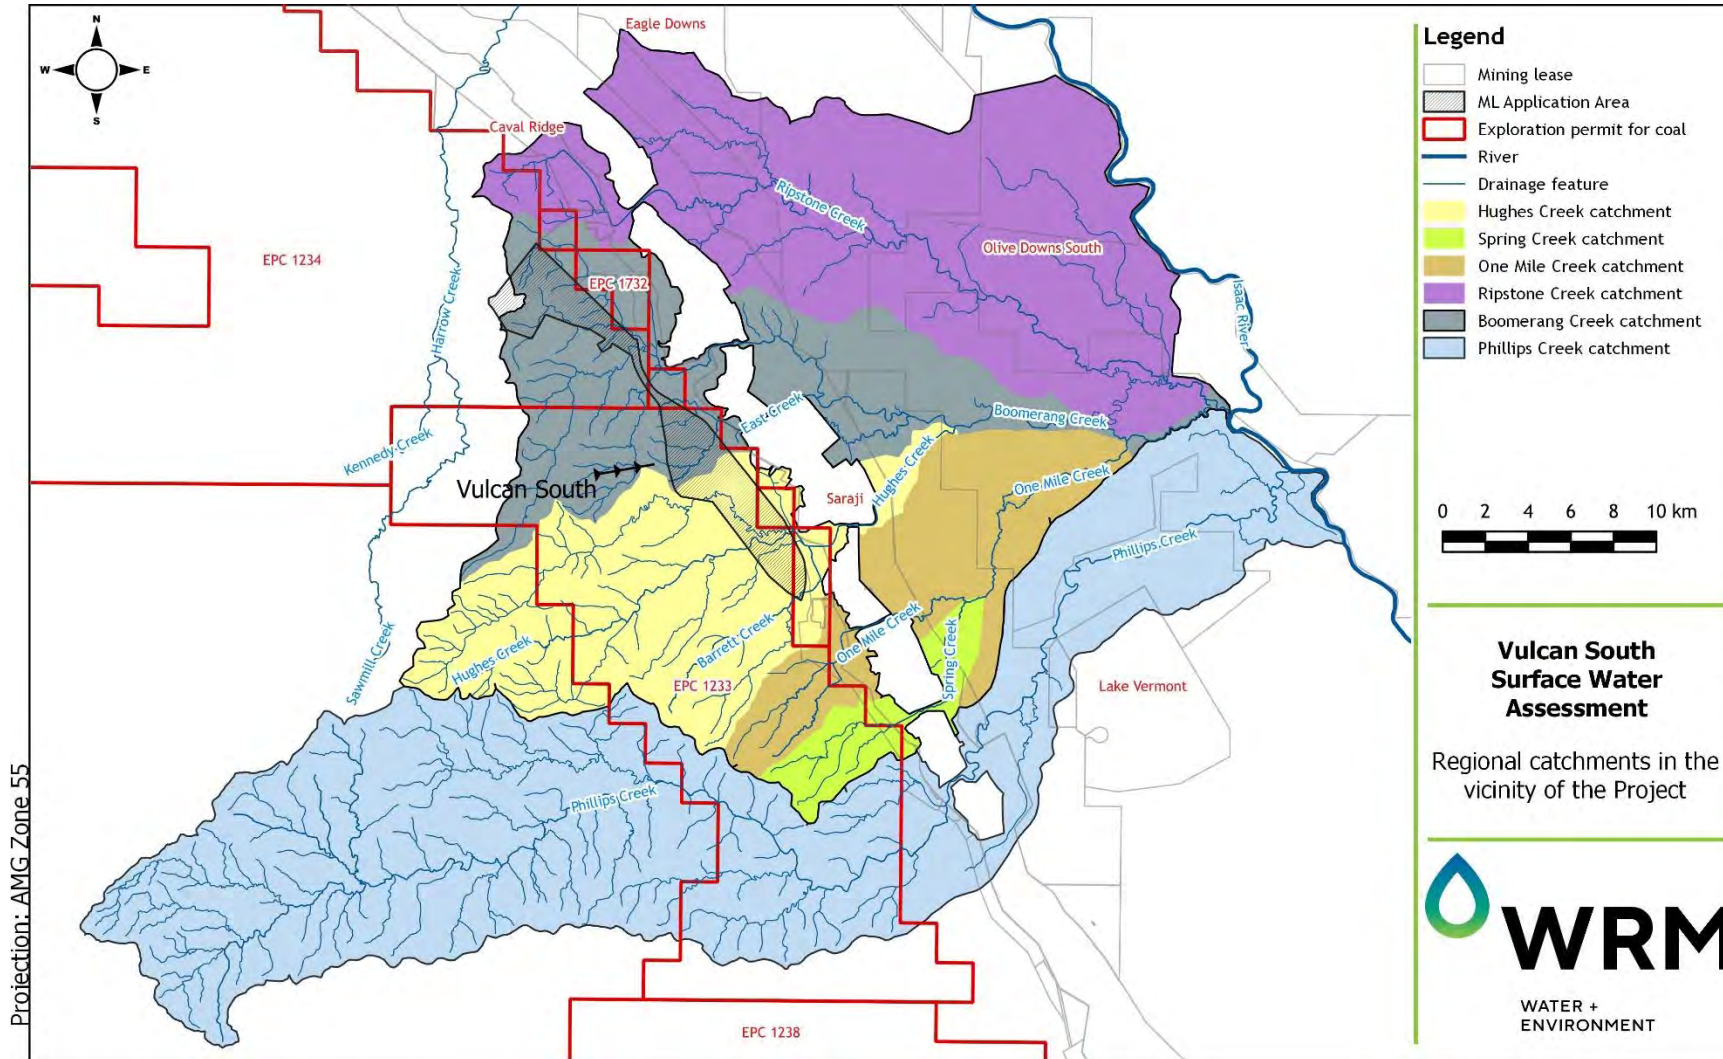 N
W
E
S
Eagle Downs
Caval Ridge
Ripstone Creek
Olive Downs South
EPC 1234
EPC 1732
Harrow Creek
Isaac River
East Creek
Boomerang Creek
Kennedy Creek
Hughes Creek
One Mile Creek
Vulcan South
Saraji
Phillips Creek
Sawmill Creek
Hughes Creek
Barrett Creek
One Mile Creek
Spring Creek
EPC 1233
Lake Vermont
Phillips Creek
EPC 1238
Projection: AMG Zone 55
Legend
Mining lease
ML Application Area
Exploration permit for coal
River
Drainage feature
Hughes Creek catchment
Spring Creek catchment
One Mile Creek catchment
Ripstone Creek catchment
Boomerang Creek catchment
Phillips Creek catchment
0 2 4 6 8 10 km
Vulcan South
Surface Water
Assessment
Regional catchments in the
vicinity of the Project
WRM
WATER +
ENVIRONMENT